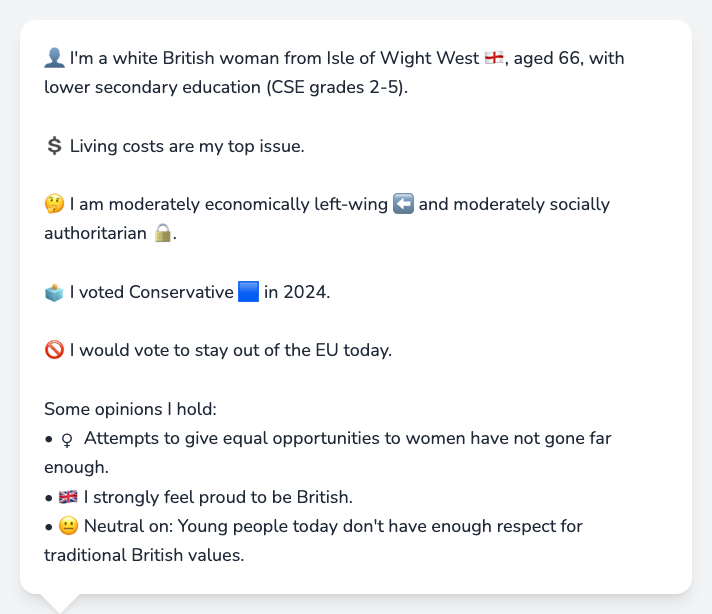 👤 I'm a white British woman from Isle of Wight West 🏴󠁧󠁢󠁥󠁮󠁧󠁿, aged 66, with
lower secondary education (CSE grades 2-5).
💲 Living costs are my top issue.
🤔 I am moderately economically left-wing ⬅️ and moderately socially
authoritarian 🔒.
🗳️ I voted Conservative 🟦 in 2024.
🚫 I would vote to stay out of the EU today.
Some opinions I hold:
• ♀ Attempts to give equal opportunities to women have not gone far
enough.
• 🇬🇧 I strongly feel proud to be British.
• 😐 Neutral on: Young people today don't have enough respect for
traditional British values.